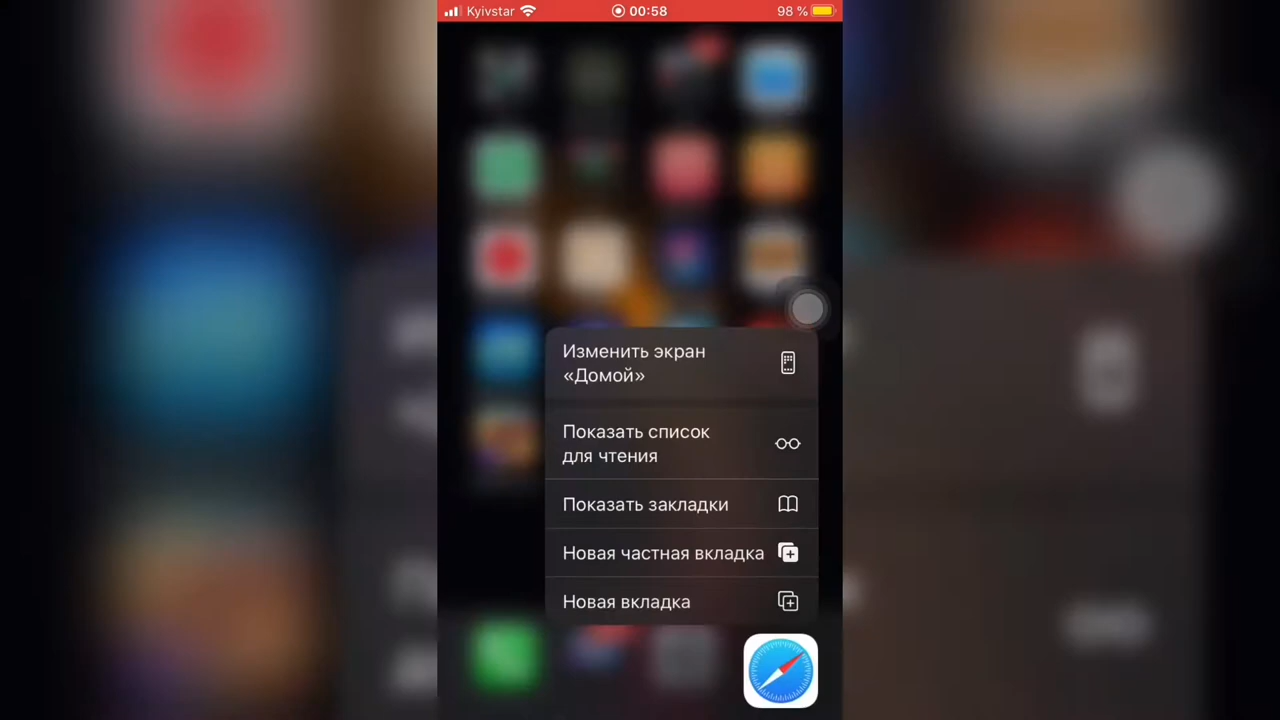 Kyivstar 00:58 98 %
Изменить экран
«Домой»
Показать список
для чтения
Показать закладки
Новая частная вкладка
Новая вкладка